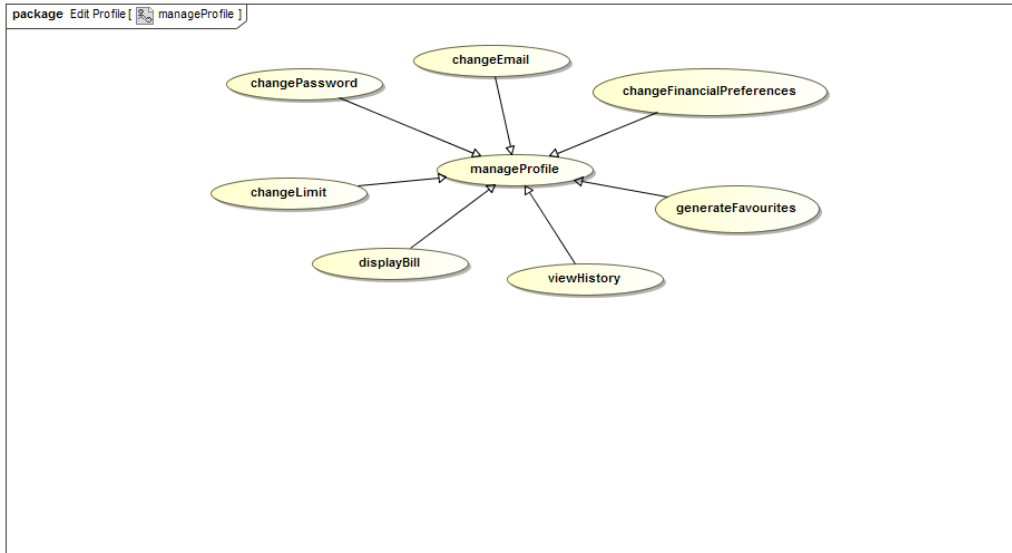 package Edit Profile [ manageProfile ]
changeEmail
changePassword
changeFinancialPreferences
manageProfile
changeLimit
generateFavourites
displayBill
viewHistory